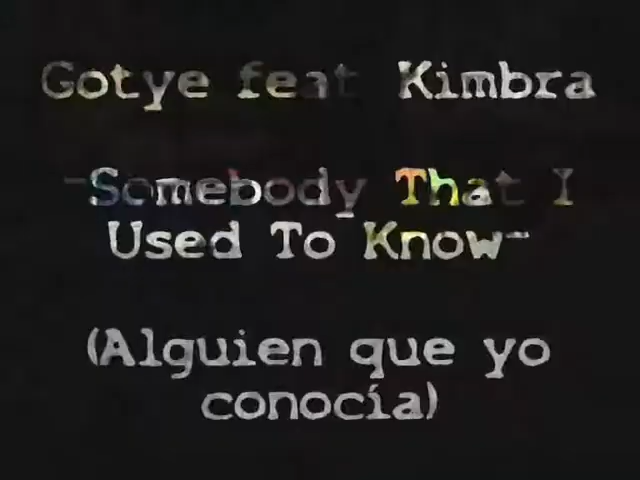 Gotye feat Kimbra
-Somebody That I
Used To Know-
(Alguien que yo
conocía)